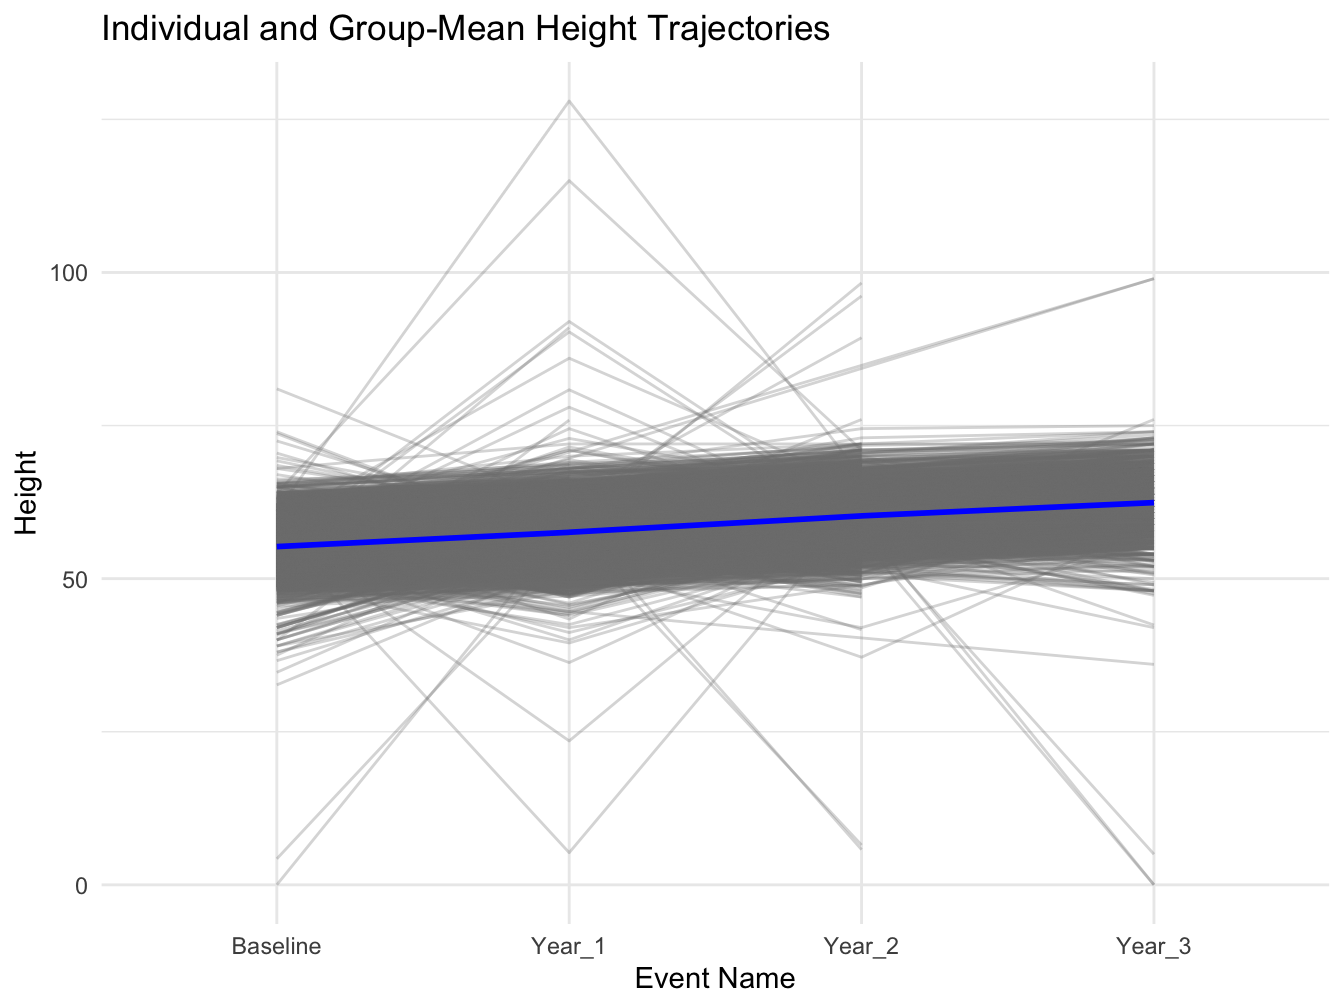 Individual and Group-Mean Height Trajectories
Height
100
50
0
Baseline Year_1 Year_2 Year_3
Event Name